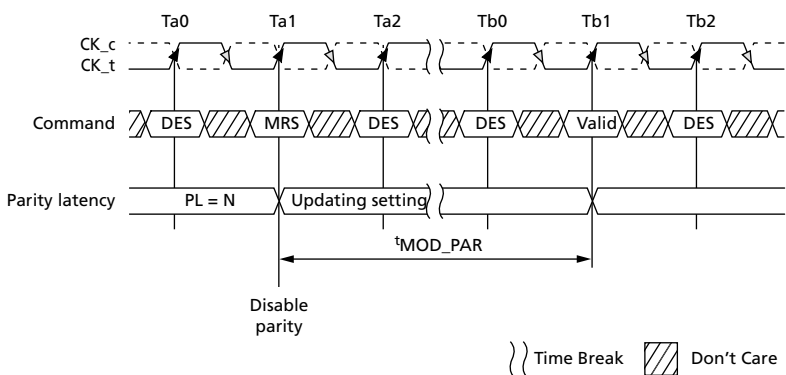 Ta0 Ta1 Ta2 Tb0 Tb1 Tb2
CK_c
CK_t
Command DES MRS DES DES Valid DES
Parity latency PL = N Updating setting
tMOD_PAR
Disable
parity
Time Break Don't Care